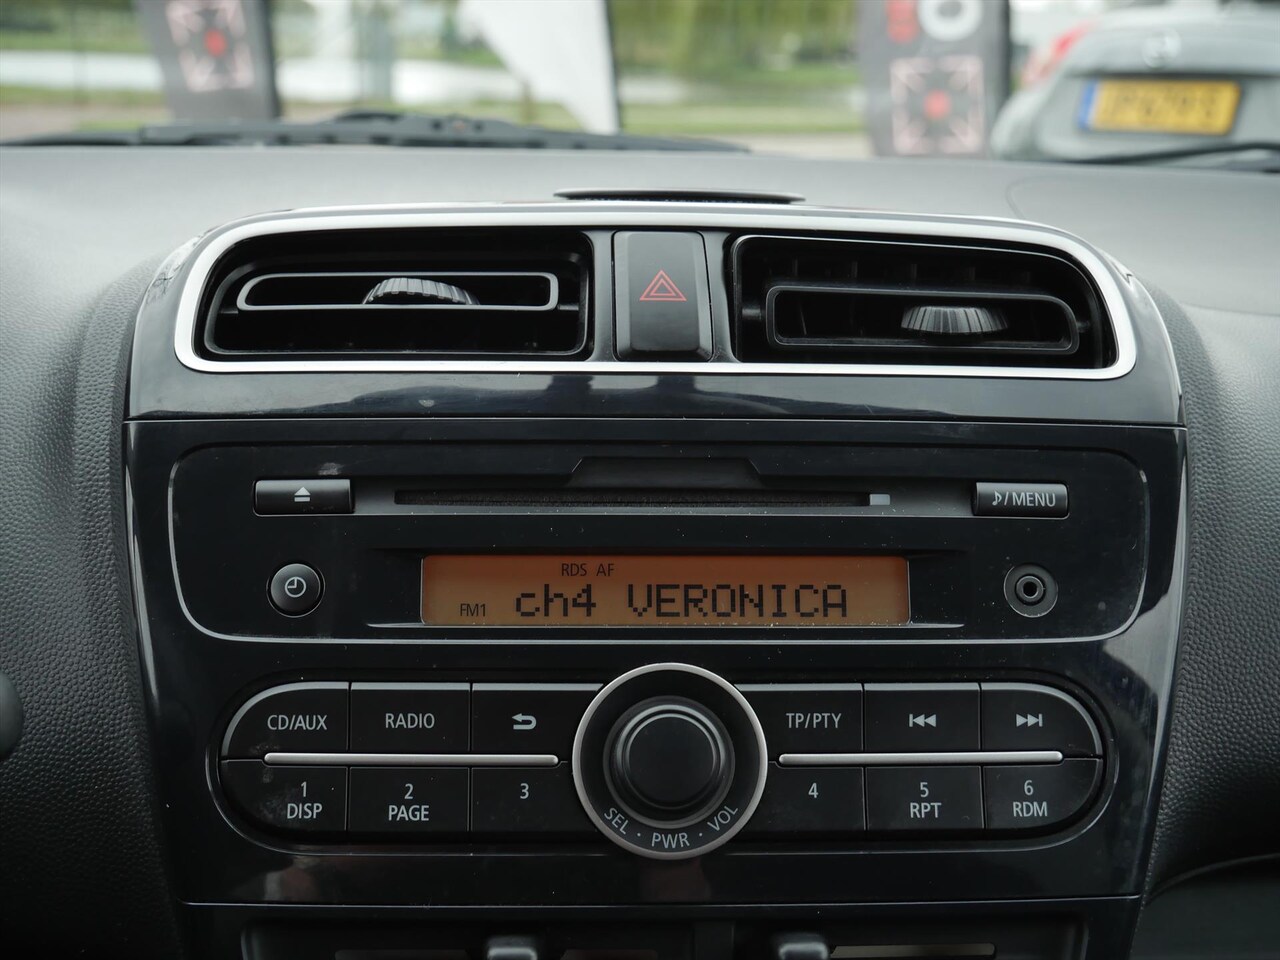 ♪/MENU
RDS AF
FM1 ch4 VERONICA
CD/AUX RADIO TP/PTY
1 2 3 4 5 6
DISP PAGE RPT RDM
SEL · PWR · VOL